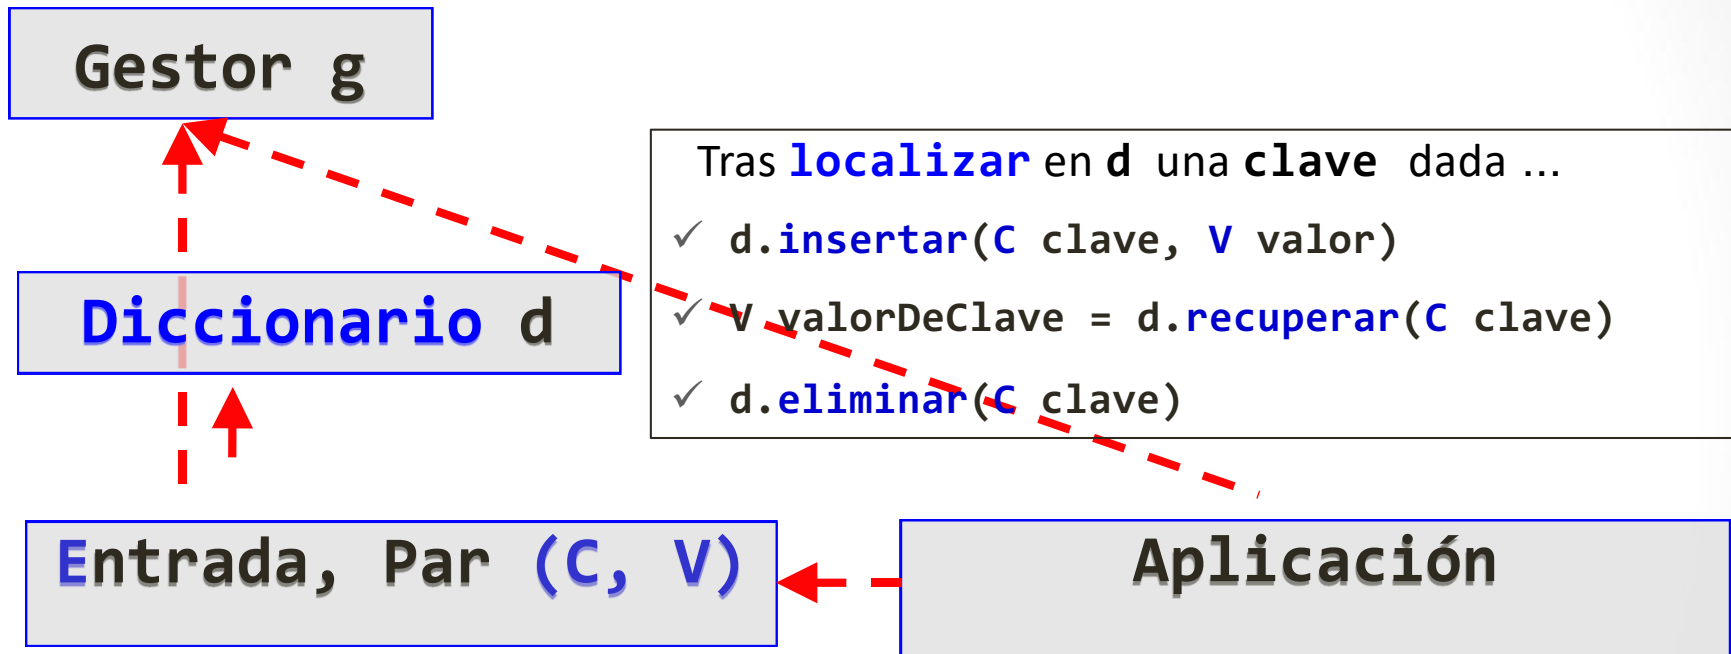 Gestor g
Tras localizar en d una clave dada …
✓ d.insertar(C clave, V valor)
Diccionario d
✓ V valorDeClave = d.recuperar(C clave)
✓ d.eliminar(C clave)
Entrada, Par (C, V)
Aplicación